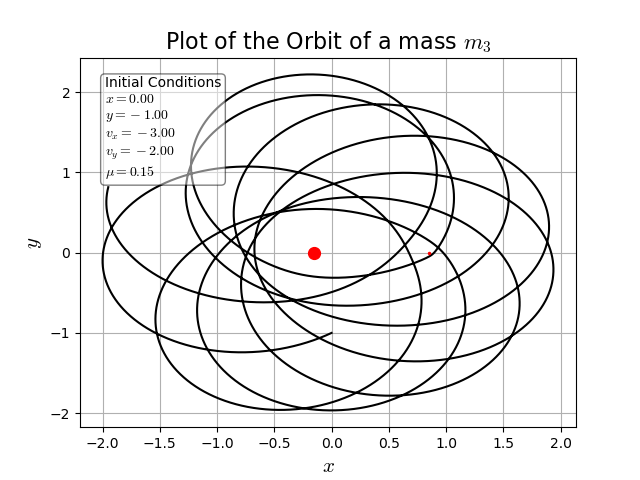 Plot of the Orbit of a mass m₃
Initial Conditions
x = 0.00
y = −1.00
vₓ = −3.00
v_y = −2.00
μ = 0.15
2
1
0
−1
−2
y
−2.0 −1.5 −1.0 −0.5 0.0 0.5 1.0 1.5 2.0
x